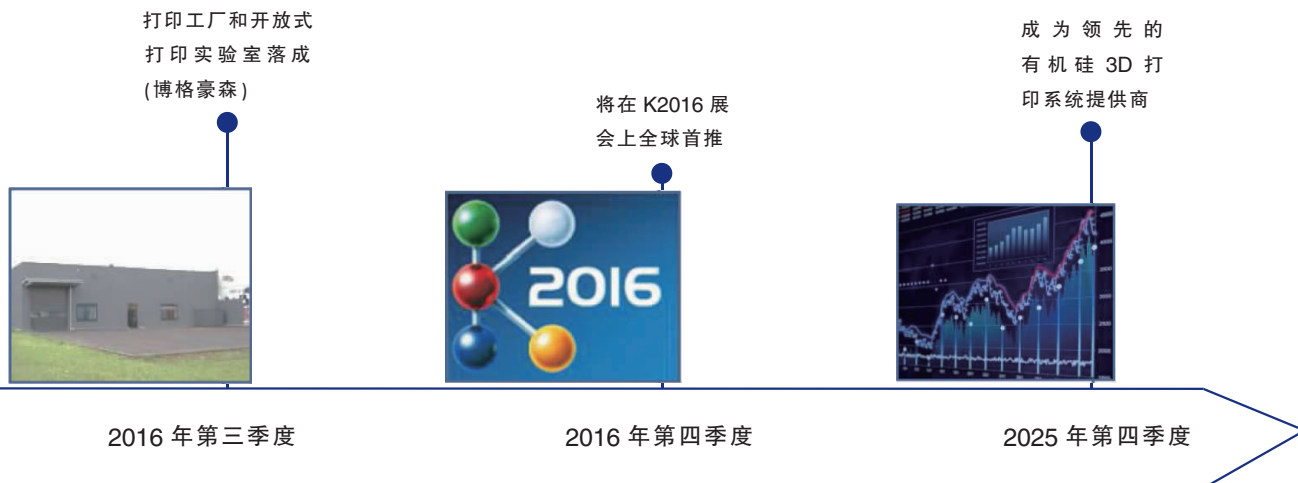 打印工厂和开放式
打印实验室落成
(博格豪森)
将在 K2016 展
会上全球首推
成为领先的
有机硅 3D 打
印系统提供商
2016
2016 年第三季度
2016 年第四季度
2025 年第四季度